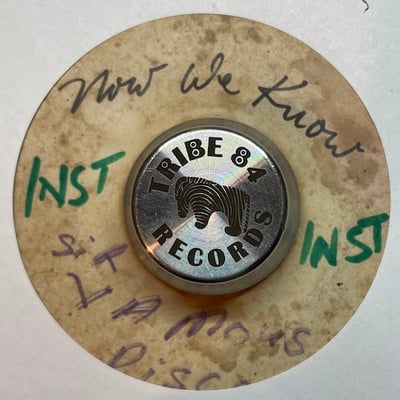 Now We Know
INST
TRIBE 84
RECORDS
INST
Sir
FAMOUS
Disco